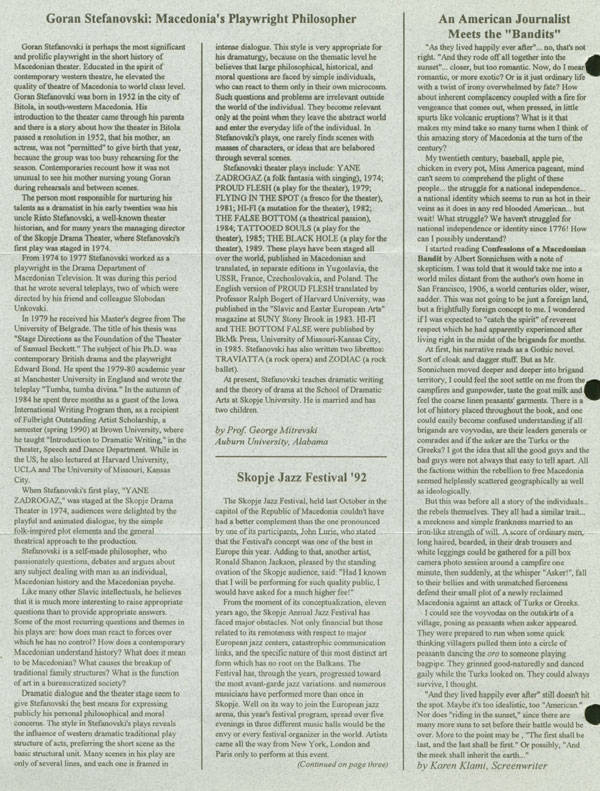 Goran Stefanovski: Macedonia's Playwright Philosopher
Goran Stefanovski is perhaps the most significant
and prolific playwright in the short history of
Macedonian theater. Educated in the spirit of
contemporary western theatre, he elevated the
quality of theatre of Macedonia to world class level.
Goran Stefanovski was born in 1952 in the city of
Bitola, in south-western Macedonia. His
introduction to the theater came through his parents
and there is a story about how the theater in Bitola
passed a resolution in 1952, that his mother, an
actress, was not "permitted" to give birth that year,
because the group was too busy rehearsing for the
season. Contemporaries recount how it was not
unusual to see his mother nursing young Goran
during rehearsals and between scenes.
The person most responsible for nurturing his
talents as a dramatist in his early twenties was his
uncle Risto Stefanovski, a well-known theater
historian, and for many years the managing director
of the Skopje Drama Theater, where Stefanovski's
first play was staged in 1974.
From 1974 to 1977 Stefanovski worked as a
playwright in the Drama Department of
Macedonian Television. It was during this period
that he wrote several teleplays, two of which were
directed by his friend and colleague Slobodan
Unkovski.
In 1979 he received his Master's degree from The
University of Belgrade. The title of his thesis was
"Stage Directions as the Foundation of the Theater
of Samuel Beckett." The subject of his Ph.D. was
contemporary British drama and the playwright
Edward Bond. He spent the 1979-80 academic year
at Manchester University in England and wrote the
teleplay "Tumba, tumba divina." In the autumn of
1984 he spent three months as a guest of the Iowa
International Writing Program then, as a recipient of
Fulbright Outstanding Artist Scholarship, a
semester (spring 1990) at Brown University, where
he taught "Introduction to Dramatic Writing," in the
Theater, Speech and Dance Department. While in
the US, he also lectured at Harvard University,
UCLA and The University of Missouri, Kansas
City.
When Stefanovski's first play, "YANE
ZADROGAZ," was staged at the Skopje Drama
Theater in 1974, audiences were delighted by the
playful and animated dialogue, by the simple
folk-inspired plot elements and the general
theatrical approach to the production.
Stefanovski is a self-made philosopher, who
passionately questions, debates and argues about
any subject dealing with man as an individual,
Macedonian history and the Macedonian psyche.
Like many other Slavic intellectuals, he believes
that it is much more interesting to raise appropriate
questions than to provide appropriate answers.
Some of the most recurring questions and themes in
his plays are: how does man react to forces over
which he has no control? How does a contemporary
Macedonian understand history? What does it mean
to be Macedonian? What causes the breakup of
traditional family structures? What is the function
of art in a bureaucratized society?
Dramatic dialogue and the theater stage seem to
give Stefanovski the best means for expressing
publicly his personal philosophical and moral
concerns. The style in Stefanovski's plays reveals
the influence of western dramatic traditional play
structure of acts, preferring the short scene as the
basic structural unit. Many scenes in his play are
only of several lines, and each one is framed in
intense dialogue. This style is very appropriate for
his dramaturgy, because on the thematic level he
believes that large philosophical, historical, and
moral questions are faced by simple individuals,
who can react to them only in their own microcosm.
Such questions and problems are irrelevant outside
the world of the individual. They become relevant
only at the point when they leave the abstract world
and enter the everyday life of the individual. In
Stefanovski's plays, one rarely finds scenes with
masses of characters, or ideas that are belabored
through several scenes.
Stefanovski theater plays include: YANE
ZADROGAZ (a folk fantasia with singing), 1974;
PROUD FLESH (a play for the theater), 1979;
FLYING IN THE SPOT (a fresco for the theater),
1981; HI-FI (a mutation for the theater), 1982;
THE FALSE BOTTOM (a theatrical passion),
1984; TATTOOED SOULS (a play for the
theater), 1985; THE BLACK HOLE (a play for the
theater), 1989. These plays have been staged all
over the world, published in Macedonian and
translated, in separate editions in Yugoslavia, the
USSR, France, Czechoslovakia, and Poland. The
English version of PROUD FLESH translated by
Professor Ralph Bogert of Harvard University, was
published in the "Slavic and Easter European Arts"
magazine at SUNY Stony Brook in 1983. HI-FI
and THE BOTTOM FALSE were published by
BkMk Press, University of Missouri-Kansas City,
in 1985. Stefanovski has also written two librettos:
TRAVIATTA (a rock opera) and ZODIAC (a rock
ballet).
At present, Stefanovski teaches dramatic writing
and the theory of drama at the School of Dramatic
Arts at Skopje University. He is married and has
two children.
by Prof. George Mitrevski
Auburn University, Alabama
Skopje Jazz Festival '92
The Skopje Jazz Festival, held last October in the
capitol of the Republic of Macedonia couldn't have
had a better complement than the one pronounced
by one of its participants, John Lurie, who stated
that the Festival's concept was one of the best in
Europe this year. Adding to that, another artist,
Ronald Shanon Jackson, pleased by the standing
ovation of the Skopje audience, said: "Had I known
that I will be performing for such quality public, I
would have asked for a much higher fee!"
From the moment of its conceptualization, eleven
years ago, the Skopje Annual Jazz Festival has
faced major obstacles. Not only financial but those
related to its remoteness with respect to major
European jazz centers, catastrophic communication
links, and the specific nature of this most distinct art
form which has no root on the Balkans. The
Festival has, through the years, progressed toward
the most avant-garde jazz variations, and numerous
musicians have performed more than once in
Skopje. Well on its way to join the European jazz
arena, this year's festival program, spread over five
evenings in three different music halls would be the
envy or every festival organizer in the world. Artists
came all the way from New York, London and
Paris only to perform at this event.
(Continued on page three)
An American Journalist
Meets the "Bandits"
"As they lived happily ever after"... no, that's not
right. "And they rode off all together into the
sunset"... closer, but too romantic. Now, do I mean
romantic, or more exotic? Or is it just ordinary life
with a twist of irony overwhelmed by fate? How
about inherent complacency coupled with a fire for
vengeance that comes out, when pressed, in little
spurts like volcanic eruptions? What is it that
makes my mind take so many turns when I think of
this amazing story of Macedonia at the turn of the
century?
My twentieth century, baseball, apple pie,
chicken in every pot, Miss America pageant, mind
can't seem to comprehend the plight of these
people... the struggle for a national independence...
a national identity which seems to run as hot in their
veins as it does in any red blooded American... but
wait! What struggle? We haven't struggled for
national independence or identity since 1776! How
can I possibly understand?
I started reading Confessions of a Macedonian
Bandit by Albert Sonnichsen with a note of
skepticism. I was told that it would take me into a
world miles distant from the author's own home in
San Francisco, 1906, a world centuries older, wiser,
sadder. This was not going to be just a foreign land,
but a frightfully foreign concept to me. I wondered
if I was expected to "catch the spirit" of reverent
respect which he had apparently experienced after
living right in the midst of the brigands for months.
At first, his narrative reads as a Gothic novel.
Sort of cloak and dagger stuff. But as Mr.
Sonnichsen moved deeper and deeper into brigand
territory, I could feel the soot settle on me from the
campfires and gunpowder, taste the goat milk and
feel the coarse linen peasants' garments. There is a
lot of history placed throughout the book, and one
could easily become confused understanding if all
brigands are voyvodas, are their leaders generals or
comrades and if the asker are the Turks or the
Greeks? I got the idea that all the good guys and the
bad guys were not always that easy to tell apart. All
the factions within the rebellion to free Macedonia
seemed helplessly scattered geographically as well
as ideologically.
But this was before all a story of the individuals...
the rebels themselves. They all had a similar trait...
a meekness and simple frankness married to an
iron-like strength of will. A score of ordinary men,
long haired, bearded, in their drab trousers and
white leggings could be gathered for a pill box
camera photo session around a campfire one
minute, then suddenly, at the whisper "Asker!", fall
to their bellies and with unmatched fierceness
defend their small plot of a newly reclaimed
Macedonia against an attack of Turks or Greeks.
I could see the voyvodas on the outskirts of a
village, posing as peasants when asker appeared.
They were prepared to run when some quick
thinking villagers pulled them into a circle of
peasants dancing the oro to someone playing
bagpipe. They grinned good-naturedly and danced
gaily while the Turks looked on. They could always
survive, I thought.
"And they lived happily ever after" still doesn't hit
the spot. Maybe it's too idealistic, too "American."
Nor does "riding in the sunset," since there are
many more suns to set before their battle would be
over. More to the point may be , "The first shall be
last, and the last shall be first." Or possibly, "And
the meek shall inherit the earth..."
by Karen Klami, Screenwriter